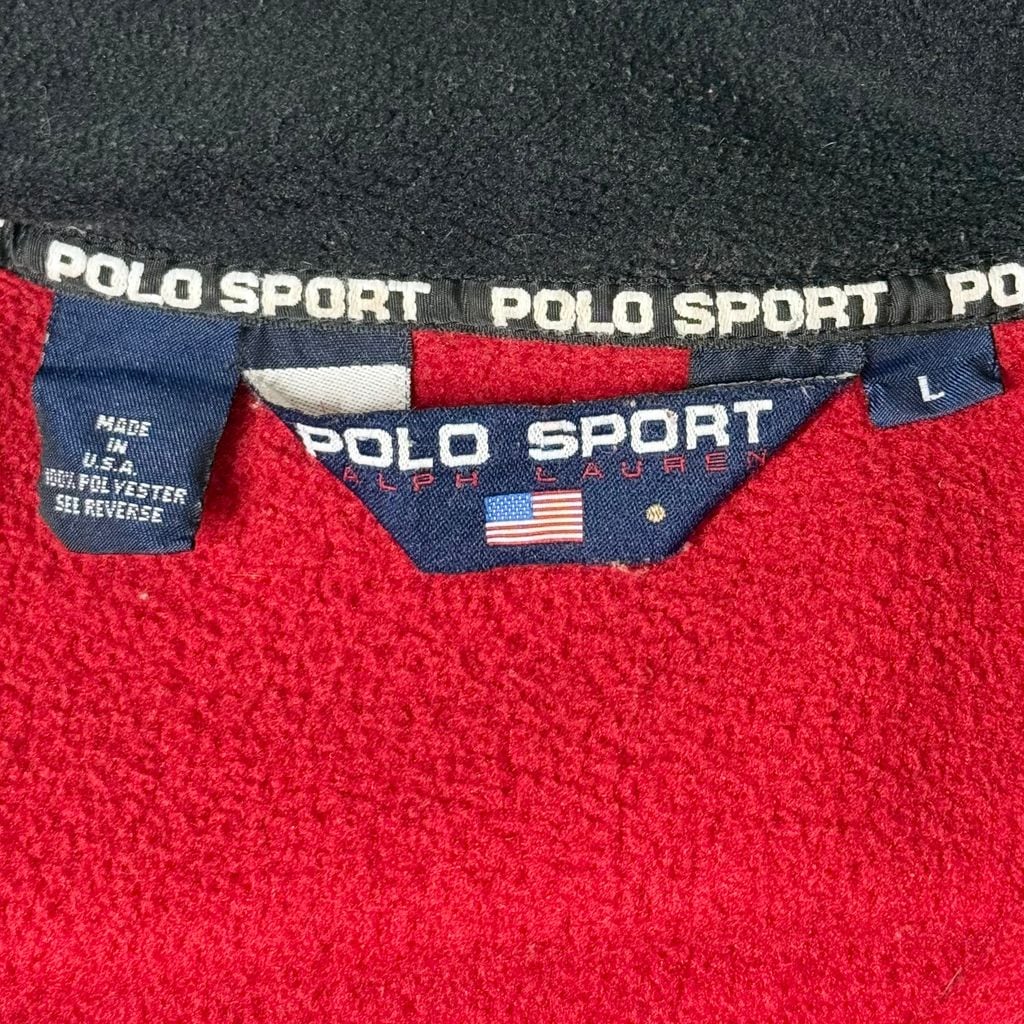 POLO SPORT POLO SPORT PO
MADE
IN
U.S.A.
100% POLYESTER
SEE REVERSE
POLO SPORT
RALPH LAUREN
L